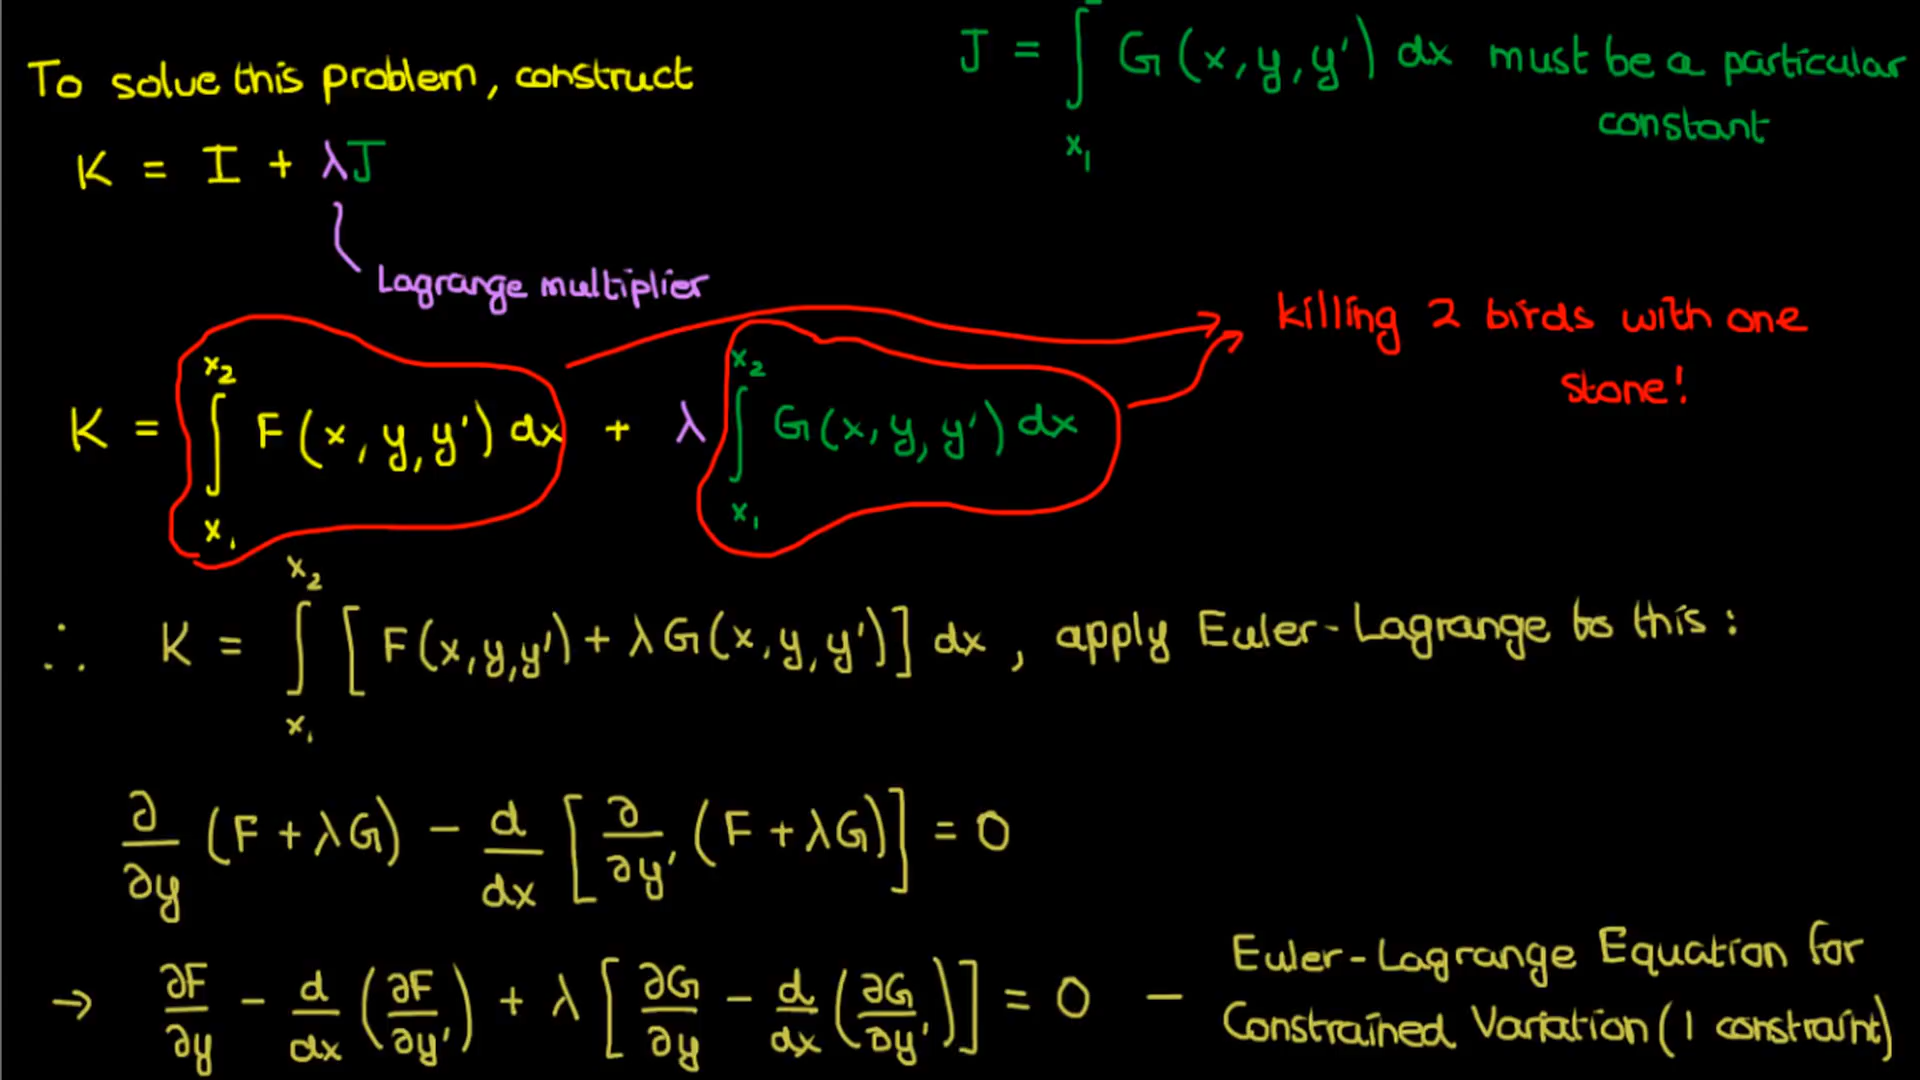 J = ∫ G(x, y, y') dx must be a particular
x₁
constant
To solve this problem, construct
K = I + λJ
Lagrange multiplier
killing 2 birds with one
stone!
K = ∫_{x₁}^{x₂} F(x, y, y') dx + λ ∫_{x₁}^{x₂} G(x, y, y') dx
∴ K = ∫_{x₁}^{x₂} [F(x, y, y') + λG(x, y, y')] dx, apply Euler-Lagrange to this:
∂/∂y (F + λG) - d/dx [∂/∂y' (F + λG)] = 0
→ ∂F/∂y - d/dx (∂F/∂y') + λ [∂G/∂y - d/dx (∂G/∂y')] = 0 - Euler-Lagrange Equation for
Constrained Variation (1 constraint)